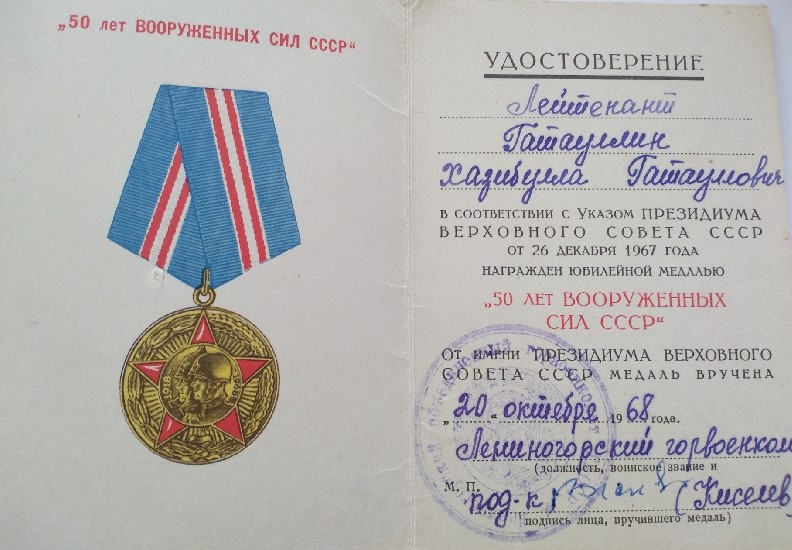 „50 лет ВООРУЖЕННЫХ СИЛ СССР“
УДОСТОВЕРЕНИЕ
Лейтенант
Гатауллин
Хадибулла Гатауллович
В СООТВЕТСТВИИ С УКАЗОМ ПРЕЗИДИУМА
ВЕРХОВНОГО СОВЕТА СССР
ОТ 26 ДЕКАБРЯ 1967 ГОДА
НАГРАЖДЕН ЮБИЛЕЙНОЙ МЕДАЛЬЮ
„50 ЛЕТ ВООРУЖЕННЫХ
СИЛ СССР“
ОТ ИМЕНИ ПРЕЗИДИУМА ВЕРХОВНОГО
СОВЕТА СССР МЕДАЛЬ ВРУЧЕНА
„20“ октября 1968 года.
Лениногорский горвоенком
(должность, воинское звание и
М. П. под-к (Киселев)
подпись лица, вручившего медаль)